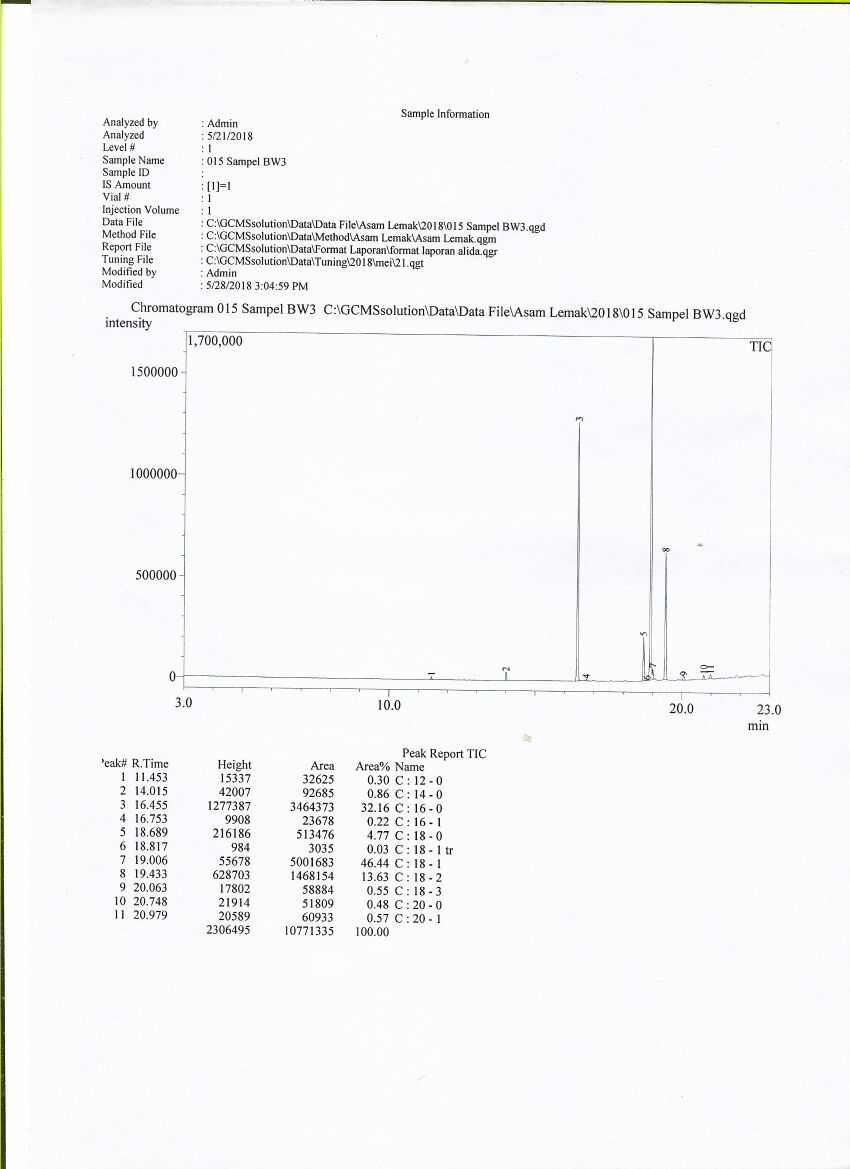 Sample Information
Analyzed by : Admin
Analyzed : 5/21/2018
Level # : 1
Sample Name : 015 Sampel BW3
Sample ID :
IS Amount : [1]=1
Vial # : 1
Injection Volume : 1
Data File : C:\GCMSsolution\Data\Data File\Asam Lemak\2018\015 Sampel BW3.qgd
Method File : C:\GCMSsolution\Data\Method\Asam Lemak\Asam Lemak.qgm
Report File : C:\GCMSsolution\Data\Format Laporan\format laporan alida.qgr
Tuning File : C:\GCMSsolution\Data\Tuning\2018\mei\21.qgt
Modified by : Admin
Modified : 5/28/2018 3:04:59 PM
Chromatogram 015 Sampel BW3 C:\GCMSsolution\Data\Data File\Asam Lemak\2018\015 Sampel BW3.qgd
intensity
1,700,000 TIC
1500000
3
1000000
8
500000
5
1 2 4 6 7 9 10 11
0
3.0 10.0 20.0 23.0
min
Peak Report TIC
'eak# R.Time Height Area Area% Name
1 11.453 15337 32625 0.30 C : 12 - 0
2 14.015 42007 92685 0.86 C : 14 - 0
3 16.455 1277387 3464373 32.16 C : 16 - 0
4 16.753 9908 23678 0.22 C : 16 - 1
5 18.689 216186 513476 4.77 C : 18 - 0
6 18.817 984 3035 0.03 C : 18 - 1 tr
7 19.006 55678 5001683 46.44 C : 18 - 1
8 19.433 628703 1468154 13.63 C : 18 - 2
9 20.063 17802 58884 0.55 C : 18 - 3
10 20.748 21914 51809 0.48 C : 20 - 0
11 20.979 20589 60933 0.57 C : 20 - 1
2306495 10771335 100.00